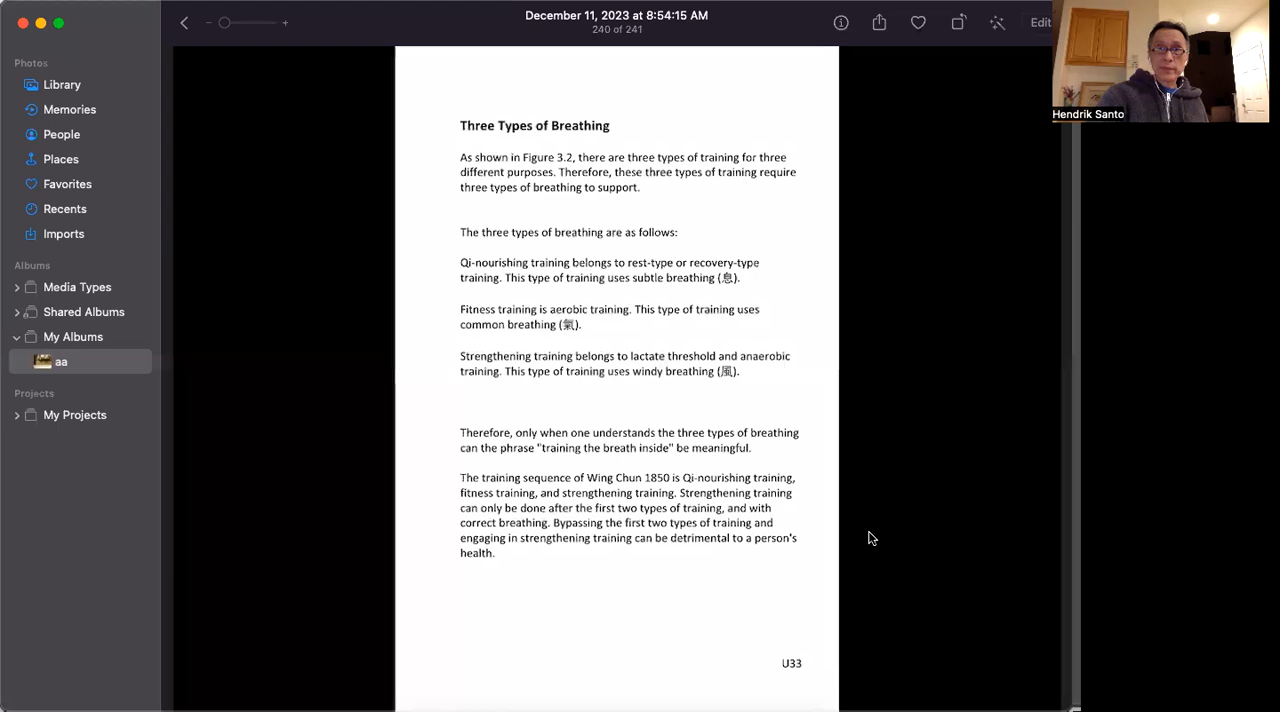 December 11, 2023 at 8:54:15 AM
240 of 241
Edit
Hendrik Santo
Photos
Library
Memories
People
Places
Favorites
Recents
Imports
Albums
Media Types
Shared Albums
My Albums
aa
Projects
My Projects
Three Types of Breathing
As shown in Figure 3.2, there are three types of training for three
different purposes. Therefore, these three types of training require
three types of breathing to support.
The three types of breathing are as follows:
Qi-nourishing training belongs to rest-type or recovery-type
training. This type of training uses subtle breathing (息).
Fitness training is aerobic training. This type of training uses
common breathing (氣).
Strengthening training belongs to lactate threshold and anaerobic
training. This type of training uses windy breathing (風).
Therefore, only when one understands the three types of breathing
can the phrase "training the breath inside" be meaningful.
The training sequence of Wing Chun 1850 is Qi-nourishing training,
fitness training, and strengthening training. Strengthening training
can only be done after the first two types of training, and with
correct breathing. Bypassing the first two types of training and
engaging in strengthening training can be detrimental to a person's
health.
U33